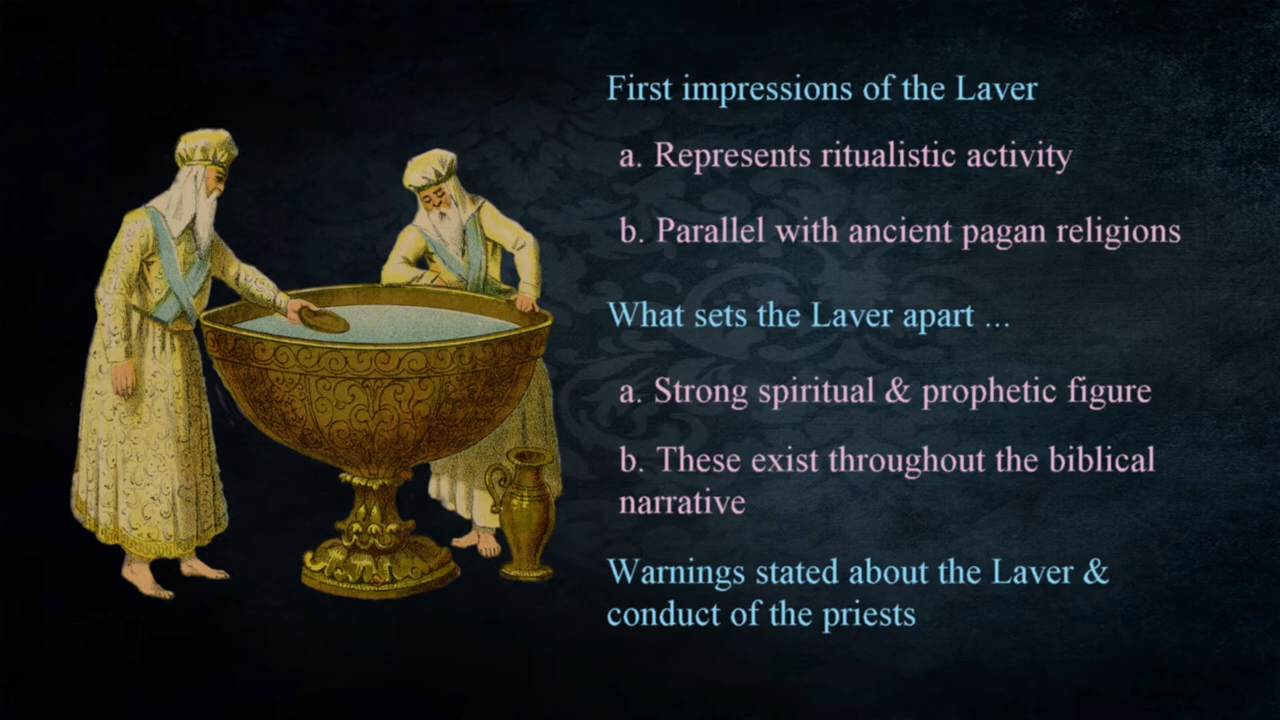 First impressions of the Laver
a. Represents ritualistic activity
b. Parallel with ancient pagan religions
What sets the Laver apart ...
a. Strong spiritual & prophetic figure
b. These exist throughout the biblical
narrative
Warnings stated about the Laver &
conduct of the priests